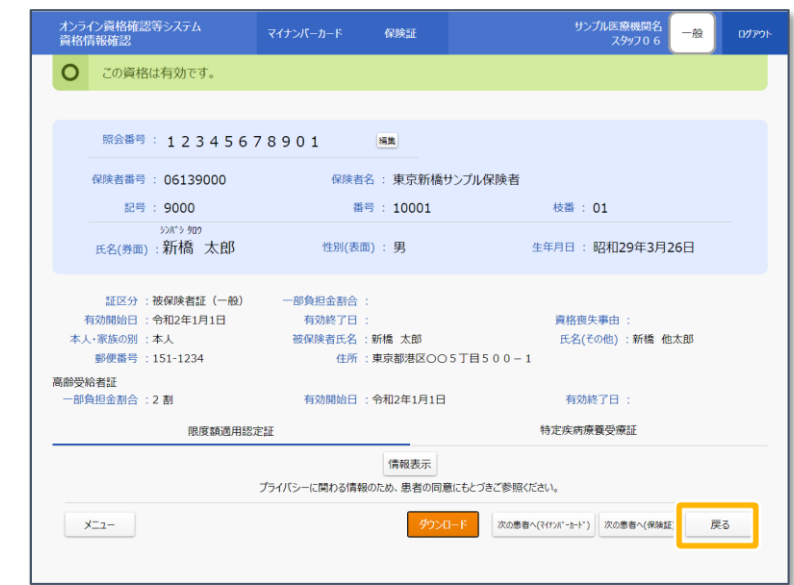 オンライン資格確認等システム
資格情報確認
マイナンバーカード 保険証
サンプル医療機関名
スタッフ０６
一般 ログアウト
この資格は有効です。
照会番号 : １２３４５６７８９０１ 編集
保険者番号 : 06139000 保険者名 : 東京新橋サンプル保険者
記号 : 9000 番号 : 10001 枝番 : 01
ｼﾝﾊﾞｼ ﾀﾛｳ
氏名(券面) : 新橋 太郎 性別(表面) : 男 生年月日 : 昭和29年3月26日
証区分 : 被保険者証（一般） 一部負担金割合 :
有効開始日 : 令和2年1月1日 有効終了日 : 資格喪失事由 :
本人・家族の別 : 本人 被保険者氏名 : 新橋 太郎 氏名(その他) : 新橋 他太郎
郵便番号 : 151-1234 住所 : 東京都港区〇〇５丁目５００－１
高齢受給者証
一部負担金割合 : 2 割 有効開始日 : 令和2年1月1日 有効終了日 :
限度額適用認定証 特定疾病療養受療証
情報表示
プライバシーに関わる情報のため、患者の同意にもとづきご参照ください。
メニュー ダウンロード 次の患者へ(ﾏｲﾅﾝﾊﾞｰｶｰﾄﾞ) 次の患者へ(保険証) 戻る